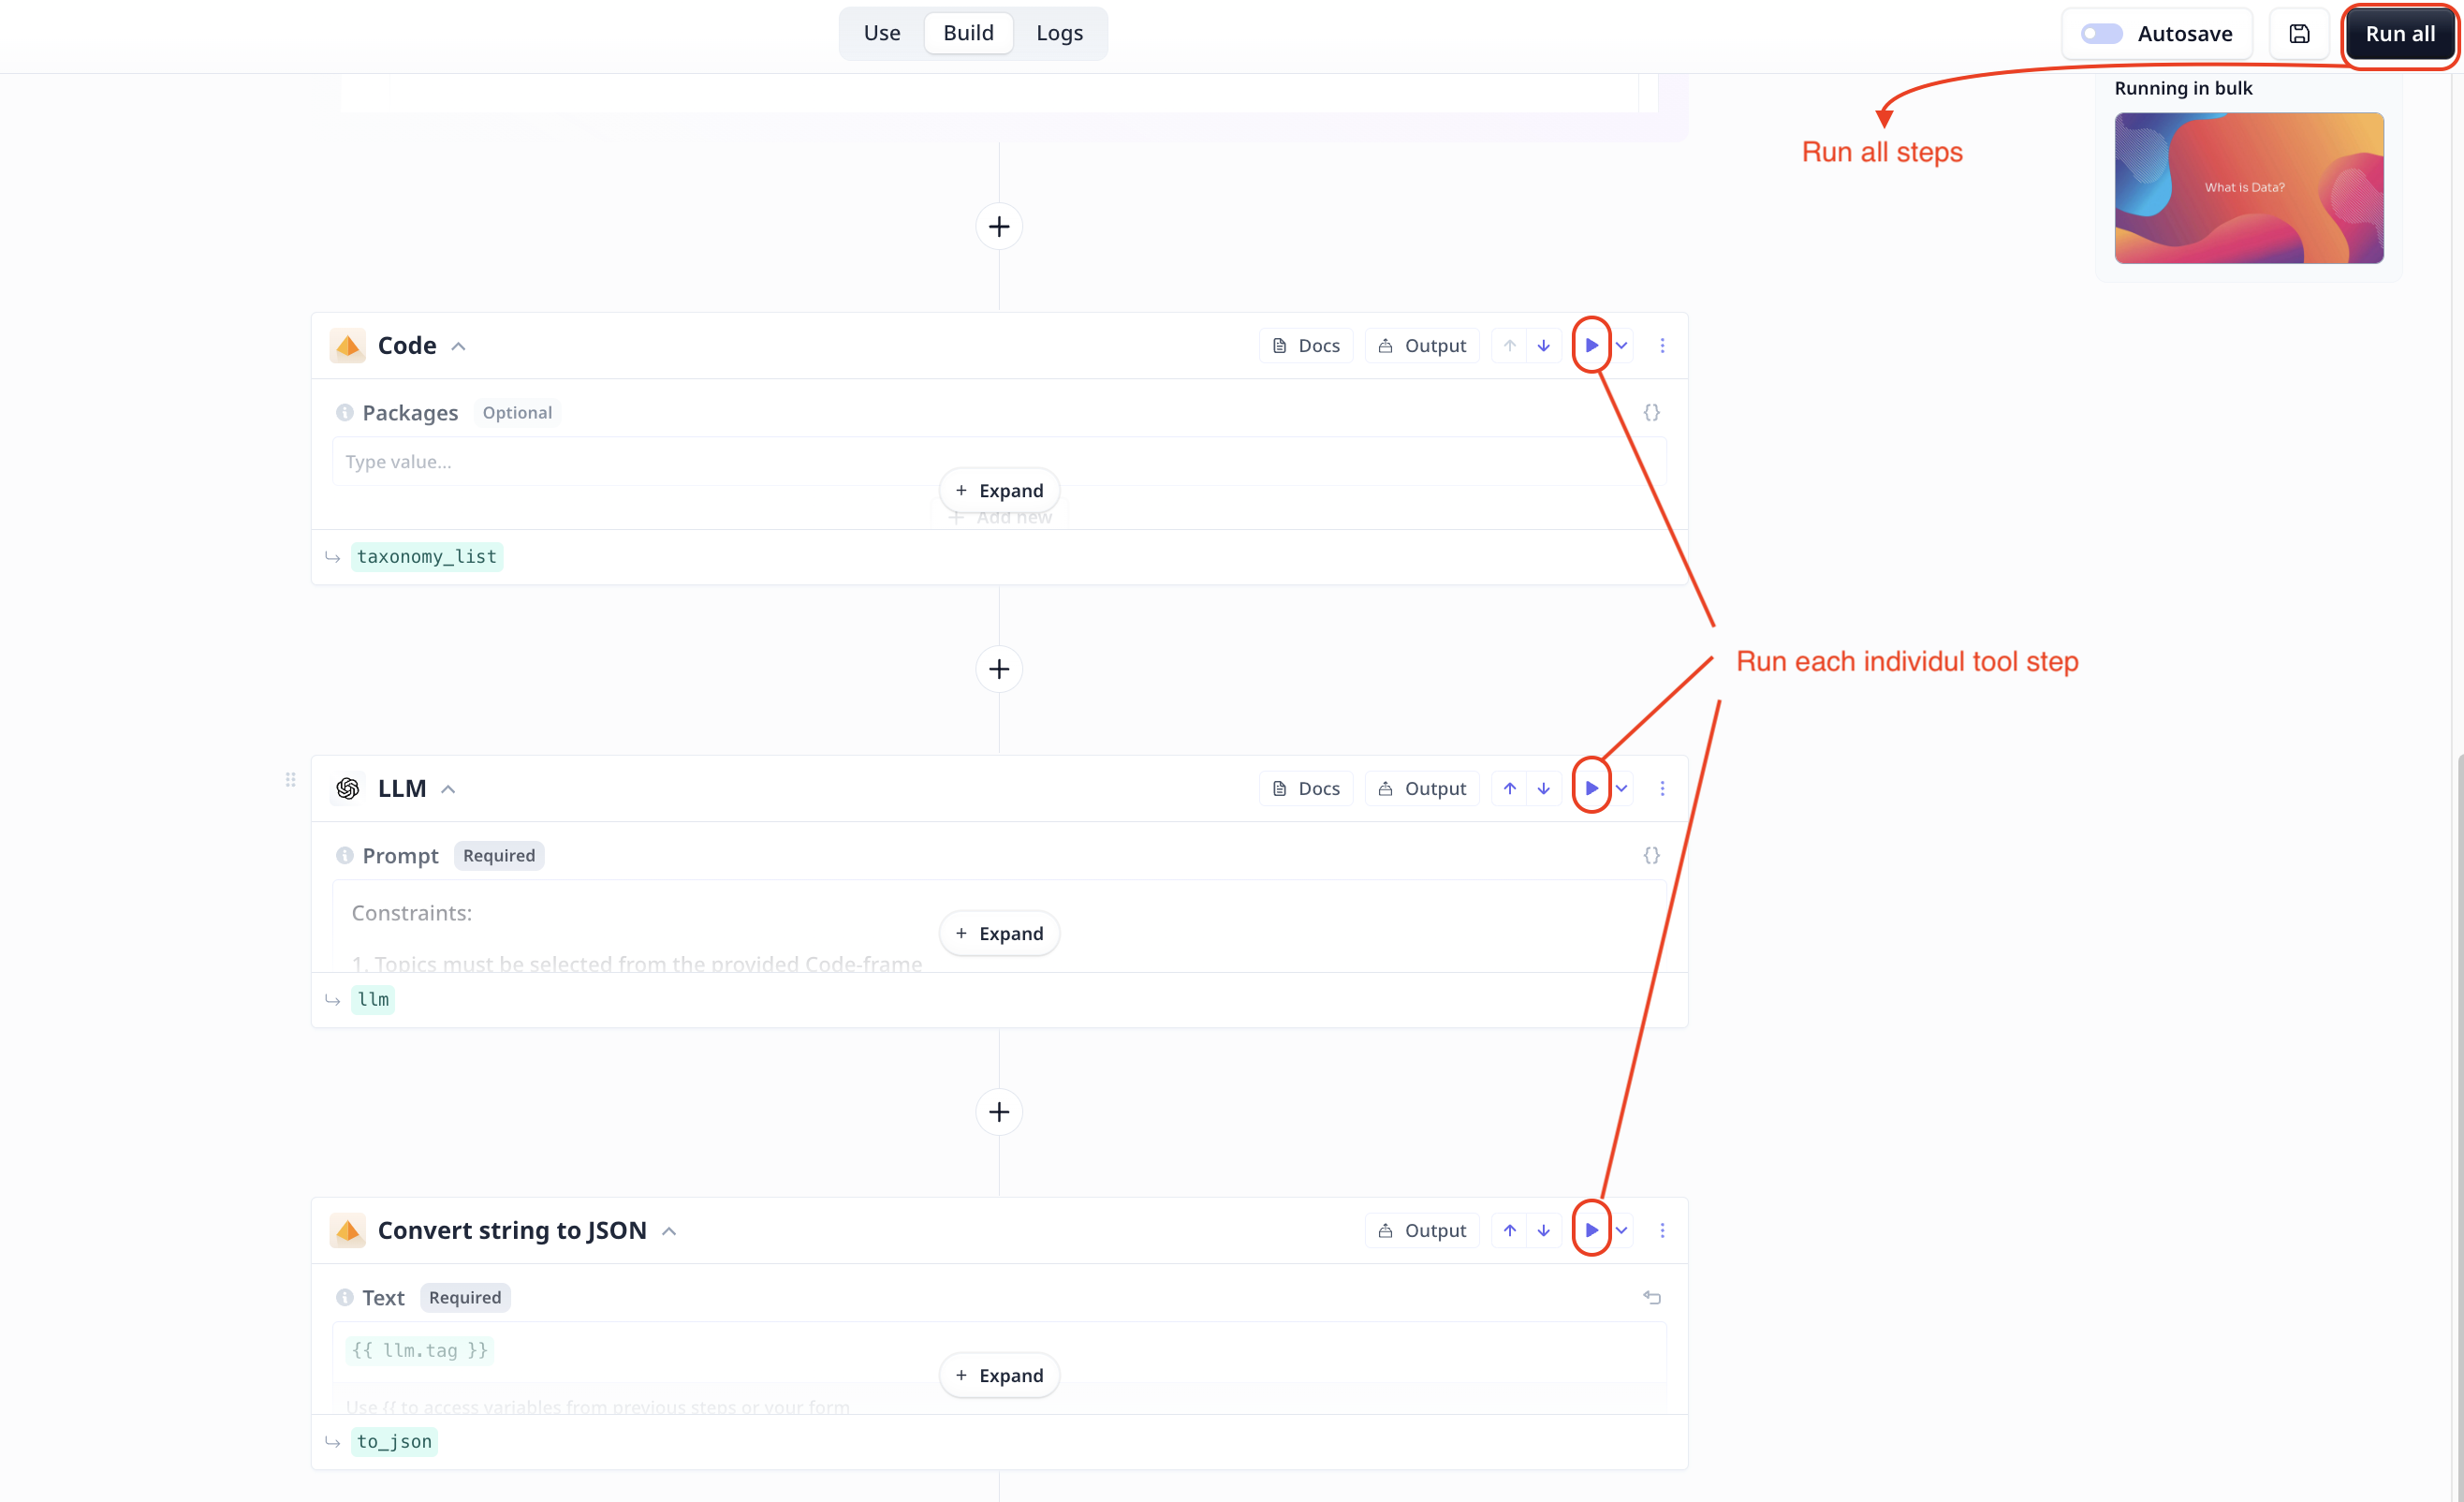 Use Build Logs Autosave Run all
Running in bulk
Run all steps
What is Data?
Code Docs Output
Packages Optional {}
Type value...
+ Expand
+ Add new
taxonomy_list
Run each individul tool step
LLM Docs Output
Prompt Required {}
Constraints:
+ Expand
1. Topics must be selected from the provided Code-frame
llm
Convert string to JSON Output
Text Required
{{ llm.tag }}
+ Expand
Use {{ to access variables from previous steps or your form
to_json